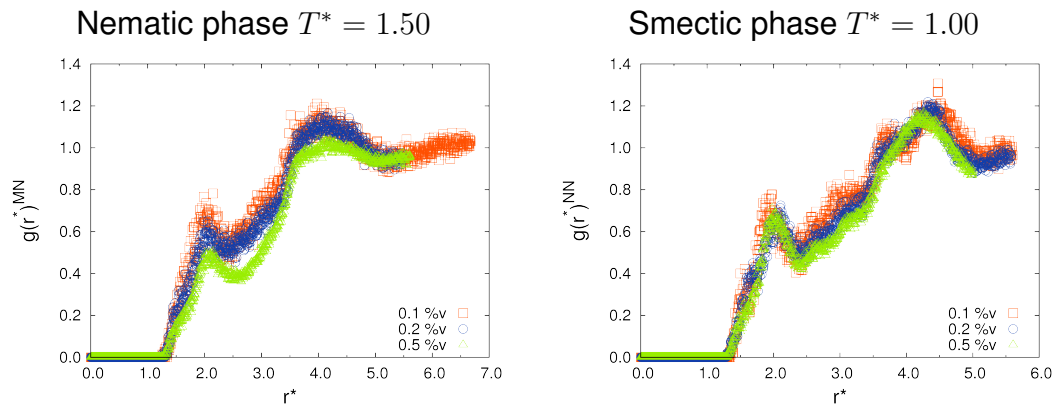 Nematic phase T* = 1.50
1.4
1.2
1.0
0.8
0.6
0.4
0.2
0.0
g(r*)^MN
0.0 1.0 2.0 3.0 4.0 5.0 6.0 7.0
r*
0.1 %v
0.2 %v
0.5 %v
Smectic phase T* = 1.00
1.4
1.2
1.0
0.8
0.6
0.4
0.2
0.0
g(r*)^NN
0.0 1.0 2.0 3.0 4.0 5.0 6.0
r*
0.1 %v
0.2 %v
0.5 %v